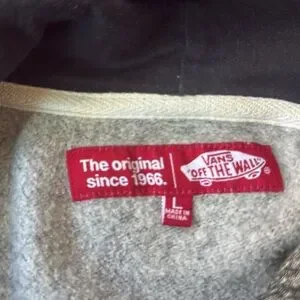 The original
since 1966.
VANS
"OFF THE WALL"
®
L
MADE IN
CHINA